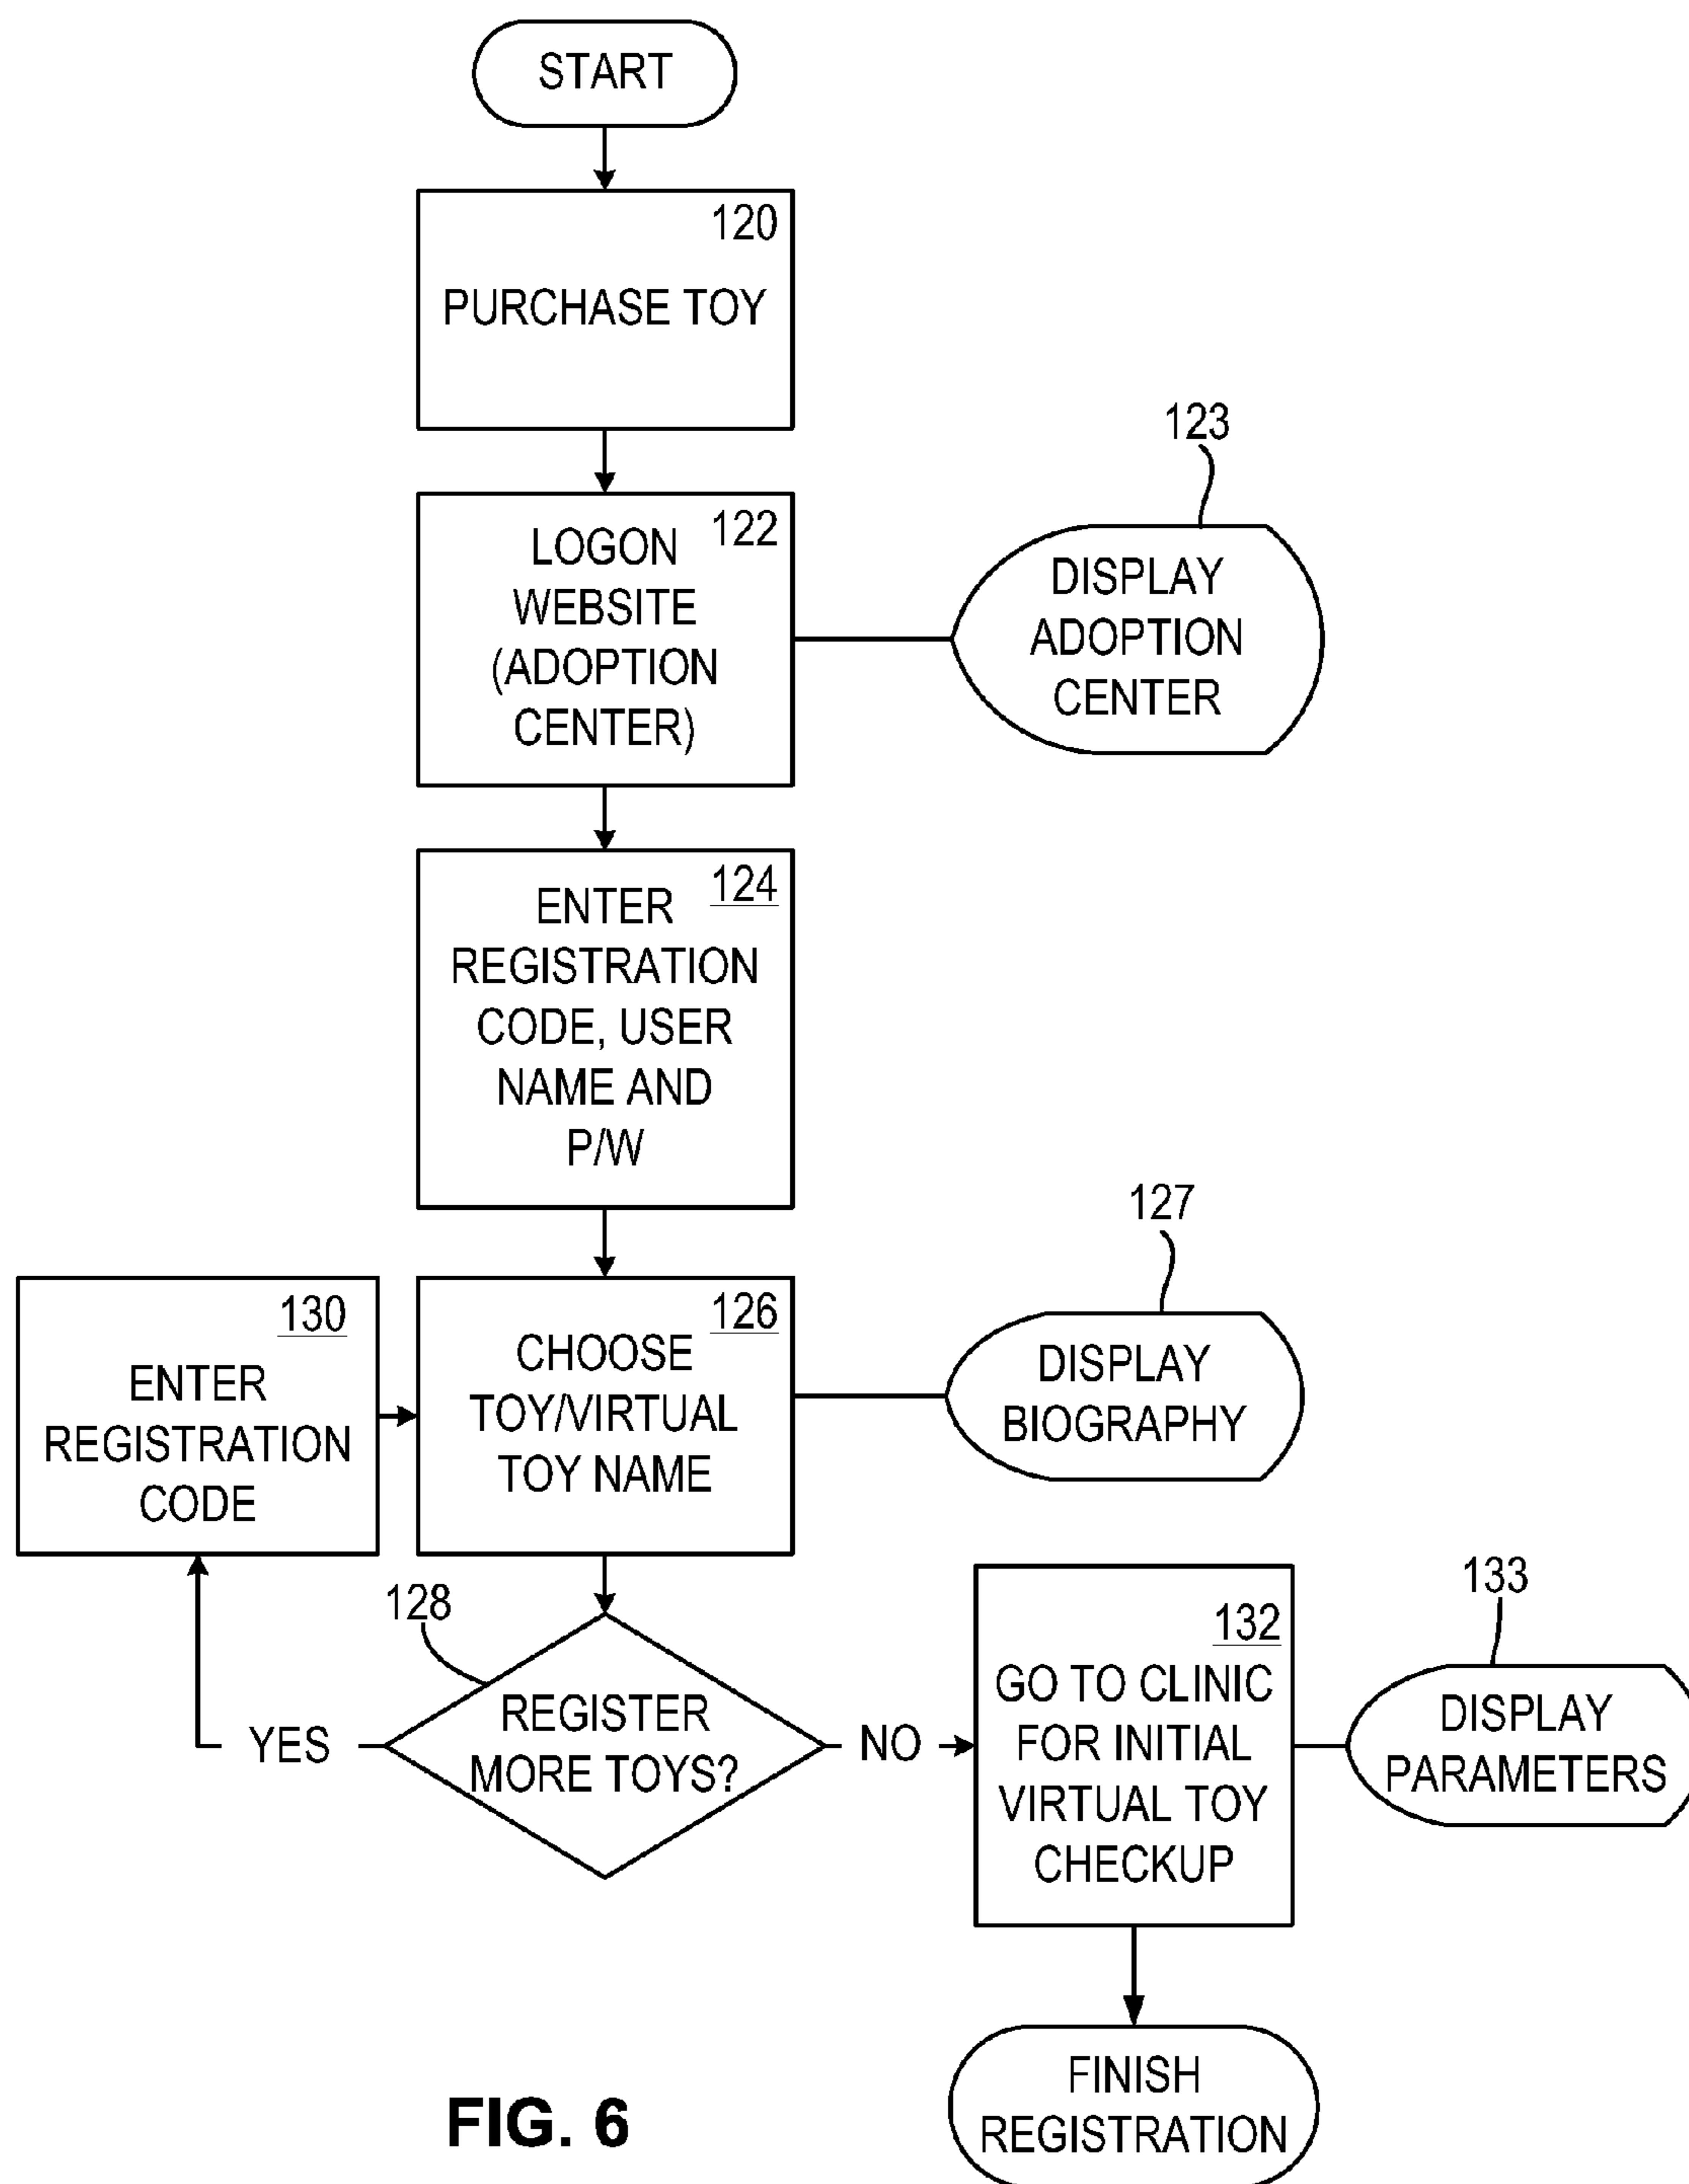 START
120
PURCHASE TOY
123
122
LOGON
WEBSITE
(ADOPTION
CENTER)
DISPLAY
ADOPTION
CENTER
124
ENTER
REGISTRATION
CODE, USER
NAME AND
P/W
127
130
ENTER
REGISTRATION
CODE
126
CHOOSE
TOY/VIRTUAL
TOY NAME
DISPLAY
BIOGRAPHY
128
REGISTER
MORE TOYS?
YES
NO
132
GO TO CLINIC
FOR INITIAL
VIRTUAL TOY
CHECKUP
133
DISPLAY
PARAMETERS
FINISH
REGISTRATION
FIG. 6